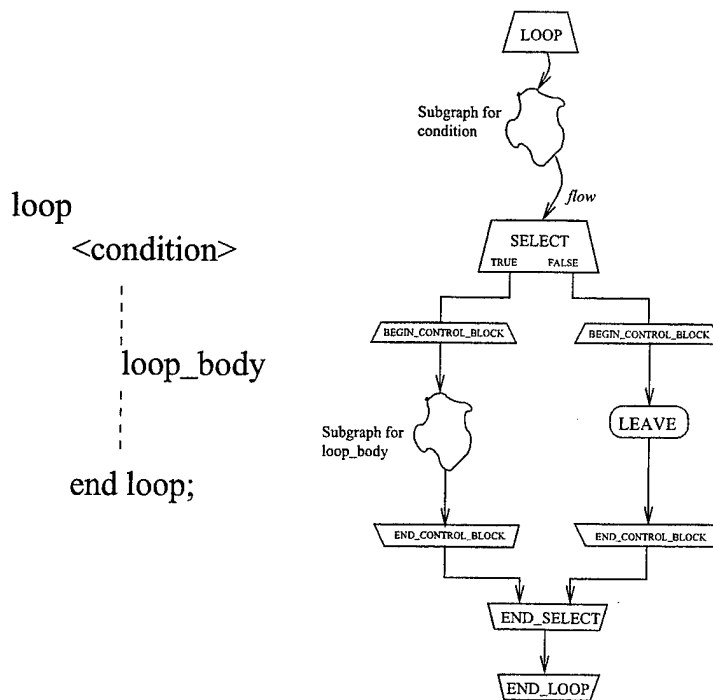 loop
<condition>
loop_body
end loop;
LOOP
Subgraph for
condition
flow
SELECT
TRUE FALSE
BEGIN_CONTROL_BLOCK BEGIN_CONTROL_BLOCK
Subgraph for
loop_body
LEAVE
END_CONTROL_BLOCK END_CONTROL_BLOCK
END_SELECT
END_LOOP